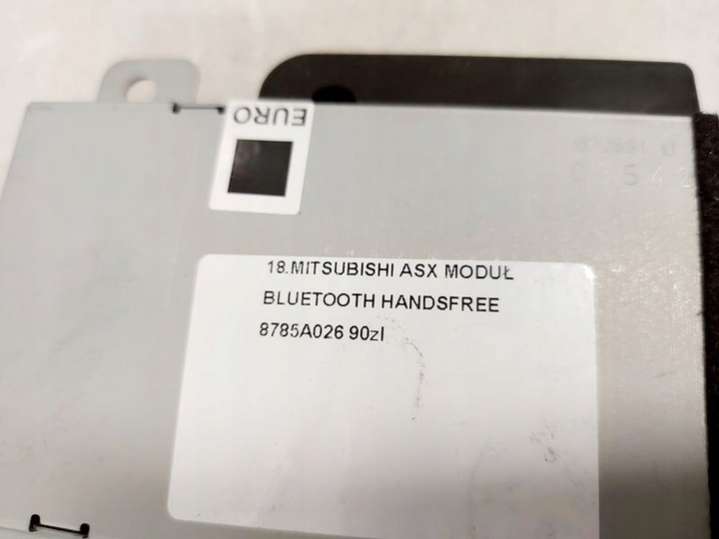 EURO
18.MITSUBISHI ASX MODUŁ
BLUETOOTH HANDSFREE
8785A026 90zl